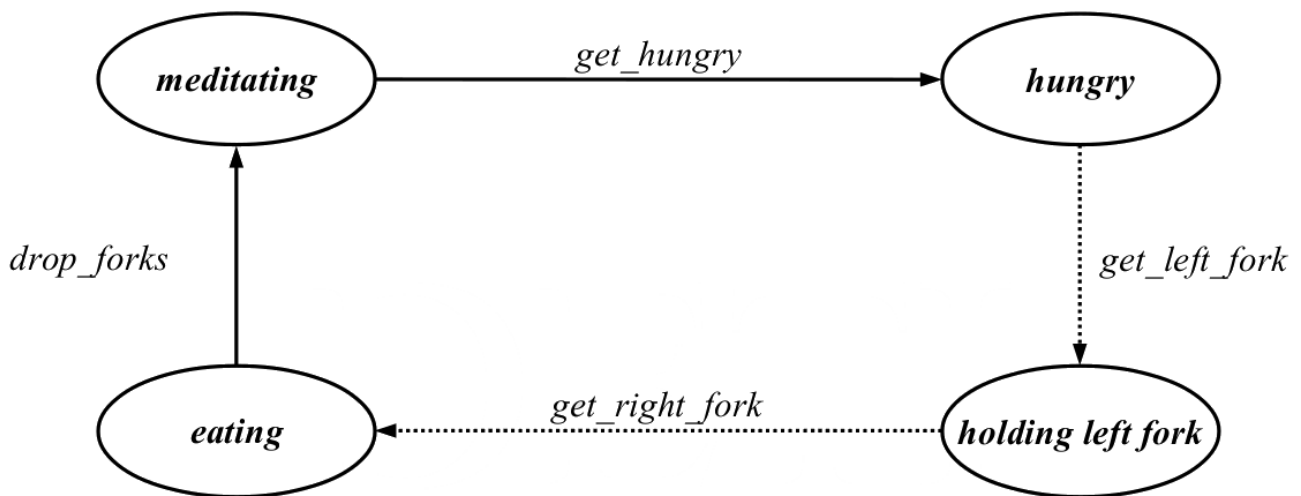 get_hungry
meditating
hungry
drop_forks
get_left_fork
get_right_fork
eating
holding left fork